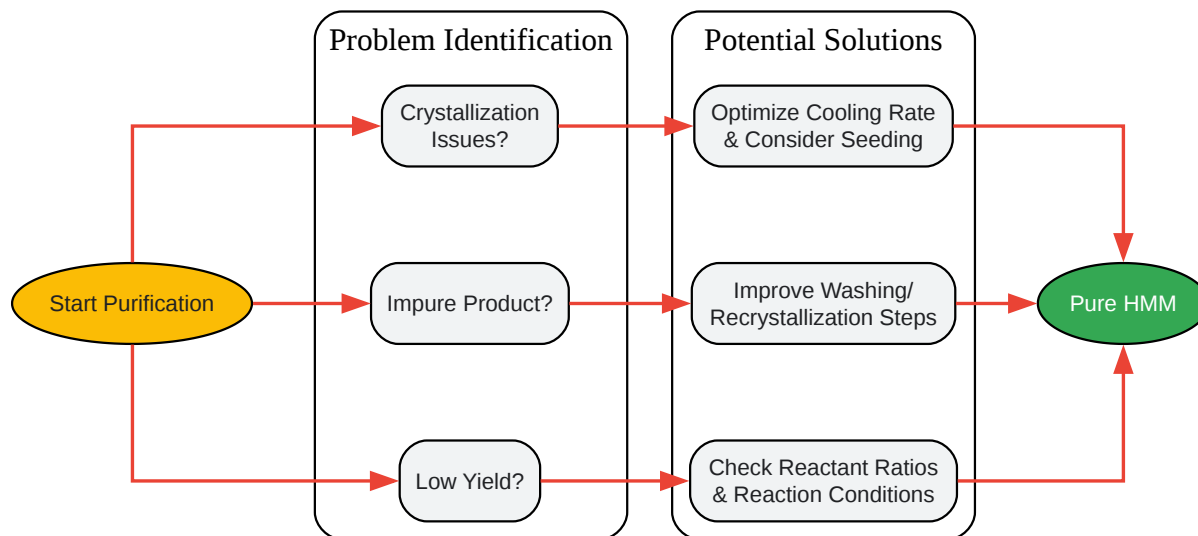 Problem Identification
Potential Solutions
Crystallization
Issues?
Optimize Cooling Rate
& Consider Seeding
Start Purification
Impure Product?
Improve Washing/
Recrystallization Steps
Pure HMM
Low Yield?
Check Reactant Ratios
& Reaction Conditions